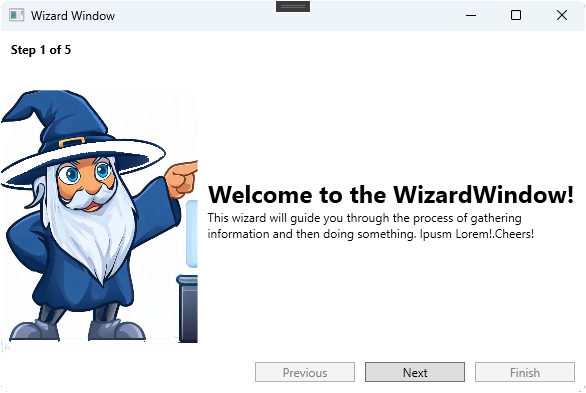 Wizard Window
Step 1 of 5
Welcome to the WizardWindow!
This wizard will guide you through the process of gathering
information and then doing something. Ipusm Lorem!.Cheers!
Previous
Next
Finish